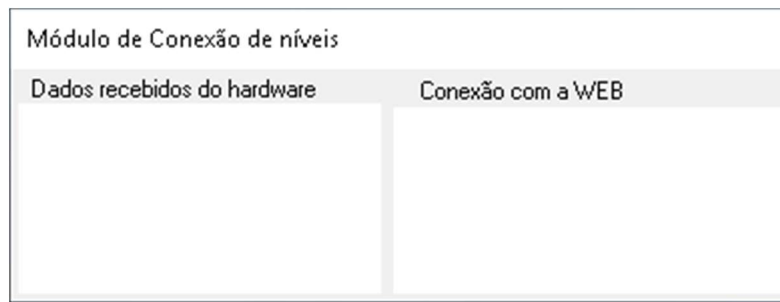 Módulo de Conexão de níveis
Dados recebidos do hardware
Conexão com a WEB